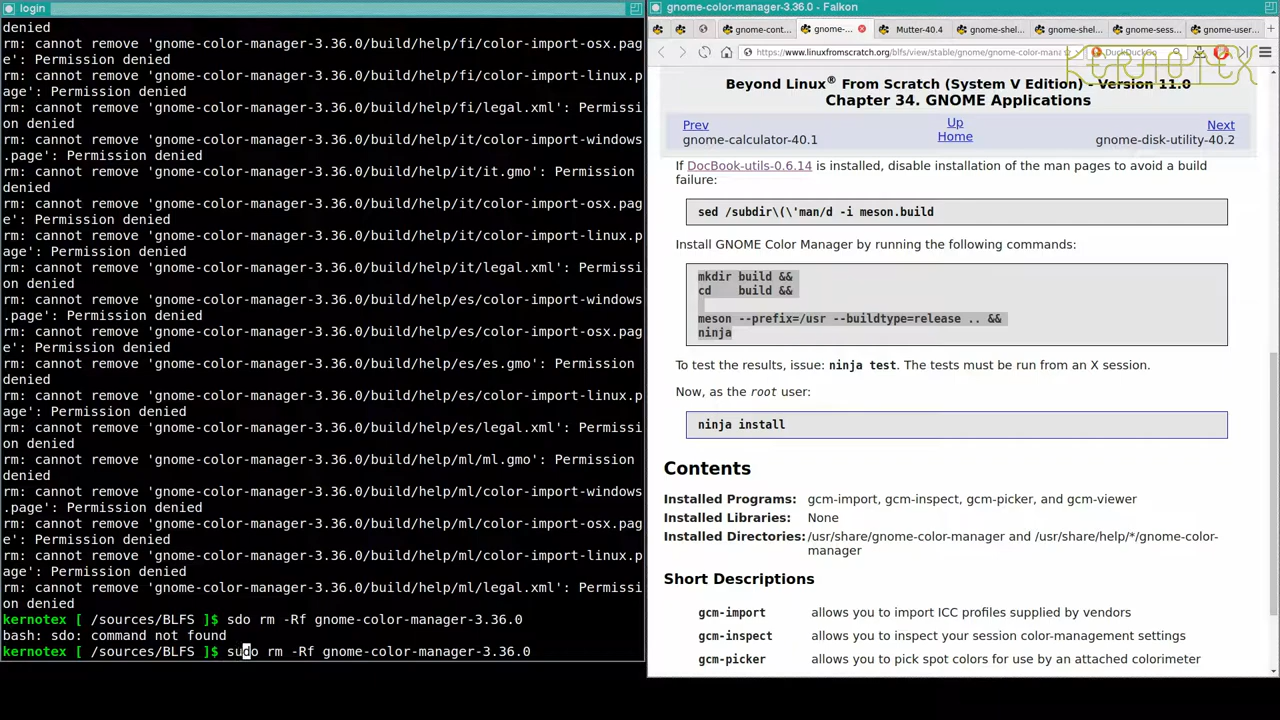 login
denied
rm: cannot remove 'gnome-color-manager-3.36.0/build/help/fi/color-import-osx.pag
e': Permission denied
rm: cannot remove 'gnome-color-manager-3.36.0/build/help/fi/color-import-linux.p
age': Permission denied
rm: cannot remove 'gnome-color-manager-3.36.0/build/help/fi/legal.xml': Permissi
on denied
rm: cannot remove 'gnome-color-manager-3.36.0/build/help/it/color-import-windows
.page': Permission denied
rm: cannot remove 'gnome-color-manager-3.36.0/build/help/it/it.gmo': Permission
denied
rm: cannot remove 'gnome-color-manager-3.36.0/build/help/it/color-import-osx.pag
e': Permission denied
rm: cannot remove 'gnome-color-manager-3.36.0/build/help/it/color-import-linux.p
age': Permission denied
rm: cannot remove 'gnome-color-manager-3.36.0/build/help/it/legal.xml': Permissi
on denied
rm: cannot remove 'gnome-color-manager-3.36.0/build/help/es/color-import-windows
.page': Permission denied
rm: cannot remove 'gnome-color-manager-3.36.0/build/help/es/color-import-osx.pag
e': Permission denied
rm: cannot remove 'gnome-color-manager-3.36.0/build/help/es/es.gmo': Permission
denied
rm: cannot remove 'gnome-color-manager-3.36.0/build/help/es/color-import-linux.p
age': Permission denied
rm: cannot remove 'gnome-color-manager-3.36.0/build/help/es/legal.xml': Permissi
on denied
rm: cannot remove 'gnome-color-manager-3.36.0/build/help/ml/ml.gmo': Permission
denied
rm: cannot remove 'gnome-color-manager-3.36.0/build/help/ml/color-import-windows
.page': Permission denied
rm: cannot remove 'gnome-color-manager-3.36.0/build/help/ml/color-import-osx.pag
e': Permission denied
rm: cannot remove 'gnome-color-manager-3.36.0/build/help/ml/color-import-linux.p
age': Permission denied
rm: cannot remove 'gnome-color-manager-3.36.0/build/help/ml/legal.xml': Permissi
on denied
kernotex [ /sources/BLFS ]$ sdo rm -Rf gnome-color-manager-3.36.0
bash: sdo: command not found
kernotex [ /sources/BLFS ]$ sudo rm -Rf gnome-color-manager-3.36.0
gnome-color-manager-3.36.0 - Falkon
gnome-cont...
gnome-...
Mutter-40.4
gnome-shel...
gnome-shel...
gnome-sess...
gnome-user...
https://www.linuxfromscratch.org/blfs/view/stable/gnome/gnome-color-mana
DuckDuckGo
KERNOTEX
Beyond Linux® From Scratch (System V Edition) - Version 11.0
Chapter 34. GNOME Applications
Prev
Up
Next
gnome-calculator-40.1
Home
gnome-disk-utility-40.2
If DocBook-utils-0.6.14 is installed, disable installation of the man pages to avoid a build
failure:
sed /subdir\(\'man/d -i meson.build
Install GNOME Color Manager by running the following commands:
mkdir build &&
cd    build &&
meson --prefix=/usr --buildtype=release .. &&
ninja
To test the results, issue: ninja test. The tests must be run from an X session.
Now, as the root user:
ninja install
Contents
Installed Programs: gcm-import, gcm-inspect, gcm-picker, and gcm-viewer
Installed Libraries: None
Installed Directories: /usr/share/gnome-color-manager and /usr/share/help/*/gnome-color-
manager
Short Descriptions
gcm-import allows you to import ICC profiles supplied by vendors
gcm-inspect allows you to inspect your session color-management settings
gcm-picker allows you to pick spot colors for use by an attached colorimeter